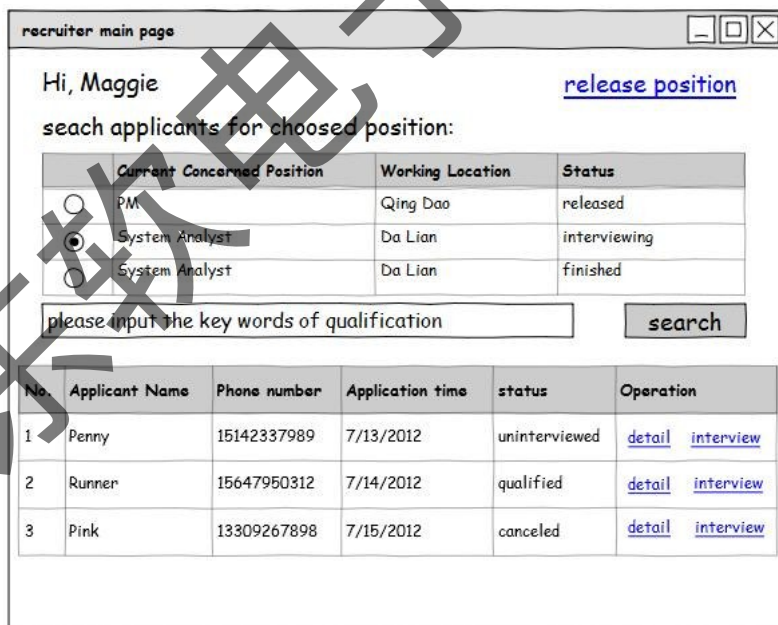 recruiter main page
Hi, Maggie
release position
seach applicants for choosed position:
Current Concerned Position Working Location Status
PM Qing Dao released
System Analyst Da Lian interviewing
System Analyst Da Lian finished
please input the key words of qualification
search
No. Applicant Name Phone number Application time status Operation
1 Penny 15142337989 7/13/2012 uninterviewed detail interview
2 Runner 15647950312 7/14/2012 qualified detail interview
3 Pink 13309267898 7/15/2012 canceled detail interview
东软电子